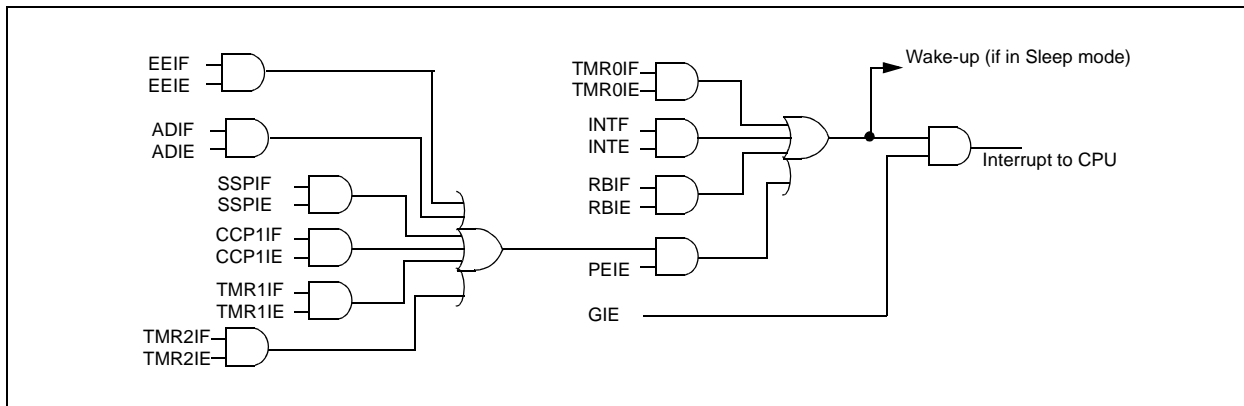 EEIF
EEIE
ADIF
ADIE
SSPIF
SSPIE
CCP1IF
CCP1IE
TMR1IF
TMR1IE
TMR2IF
TMR2IE
TMR0IF
TMR0IE
INTF
INTE
RBIF
RBIE
PEIE
GIE
Wake-up (if in Sleep mode)
Interrupt to CPU